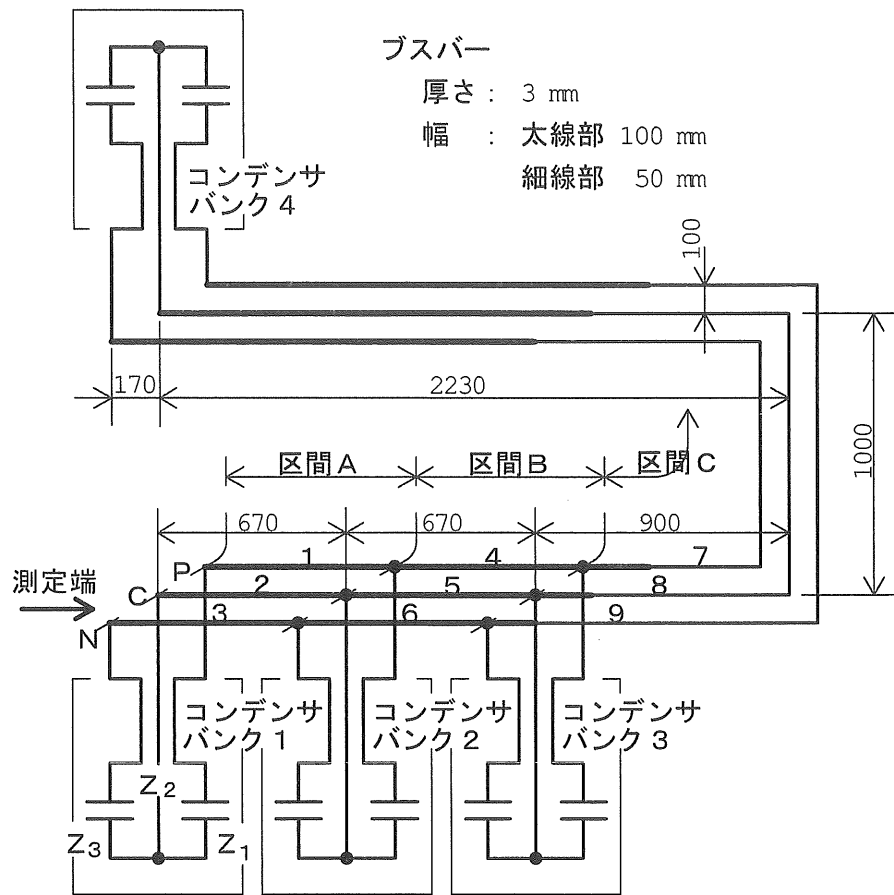 ブスバー
厚さ : 3 mm
幅 : 太線部 100 mm
細線部 50 mm
コンデンサ
バンク4
100
170
2230
1000
区間A
区間B
区間C
670
670
900
測定端
P
1
4
7
C
2
5
8
N
3
6
9
コンデンサ
バンク1
コンデンサ
バンク2
コンデンサ
バンク3
Z2
Z3
Z1